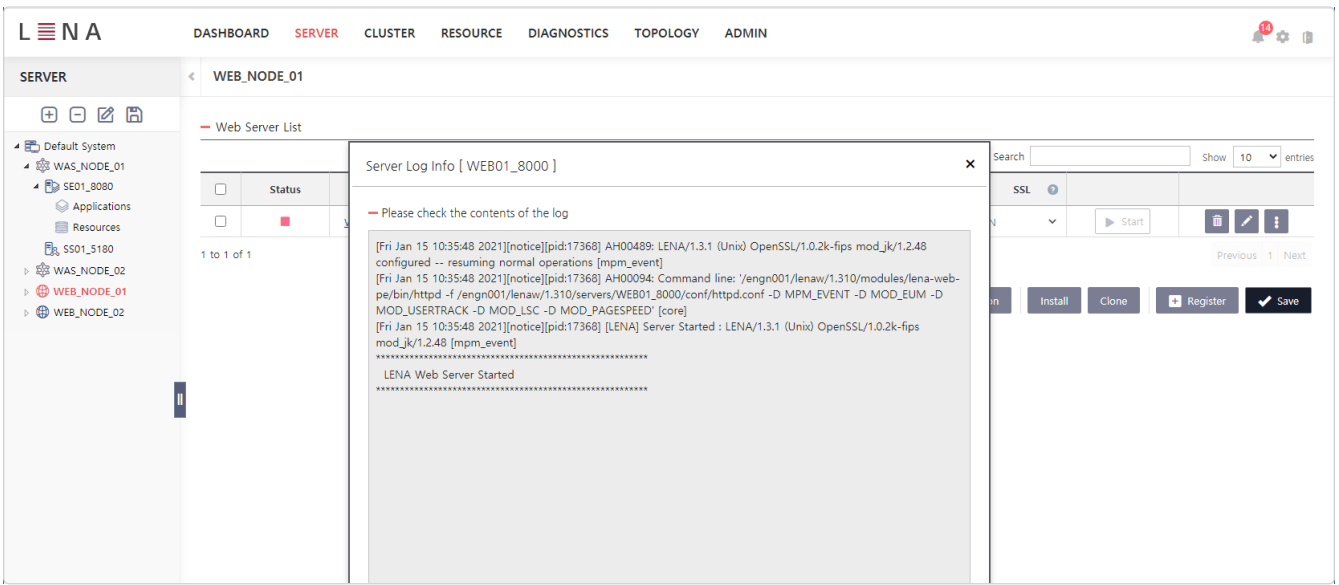 LENA
DASHBOARD SERVER CLUSTER RESOURCE DIAGNOSTICS TOPOLOGY ADMIN
14
SERVER
WEB_NODE_01
Default System
WAS_NODE_01
SE01_8080
Applications
Resources
SS01_5180
WAS_NODE_02
WEB_NODE_01
WEB_NODE_02
Web Server List
Search
Show 10 entries
Status
SSL
Start
1 to 1 of 1
Previous 1 Next
Install Clone Register Save
Server Log Info [ WEB01_8000 ]
Please check the contents of the log
[Fri Jan 15 10:35:48 2021][notice][pid:17368] AH00489: LENA/1.3.1 (Unix) OpenSSL/1.0.2k-fips mod_jk/1.2.48
configured -- resuming normal operations [mpm_event]
[Fri Jan 15 10:35:48 2021][notice][pid:17368] AH00094: Command line: '/engn001/lenaw/1.310/modules/lena-web-
pe/bin/httpd -f /engn001/lenaw/1.310/servers/WEB01_8000/conf/httpd.conf -D MPM_EVENT -D MOD_EUM -D
MOD_USERTRACK -D MOD_LSC -D MOD_PAGESPEED' [core]
[Fri Jan 15 10:35:48 2021][notice][pid:17368] [LENA] Server Started : LENA/1.3.1 (Unix) OpenSSL/1.0.2k-fips
mod_jk/1.2.48 [mpm_event]
*********************************************************
LENA Web Server Started
*********************************************************